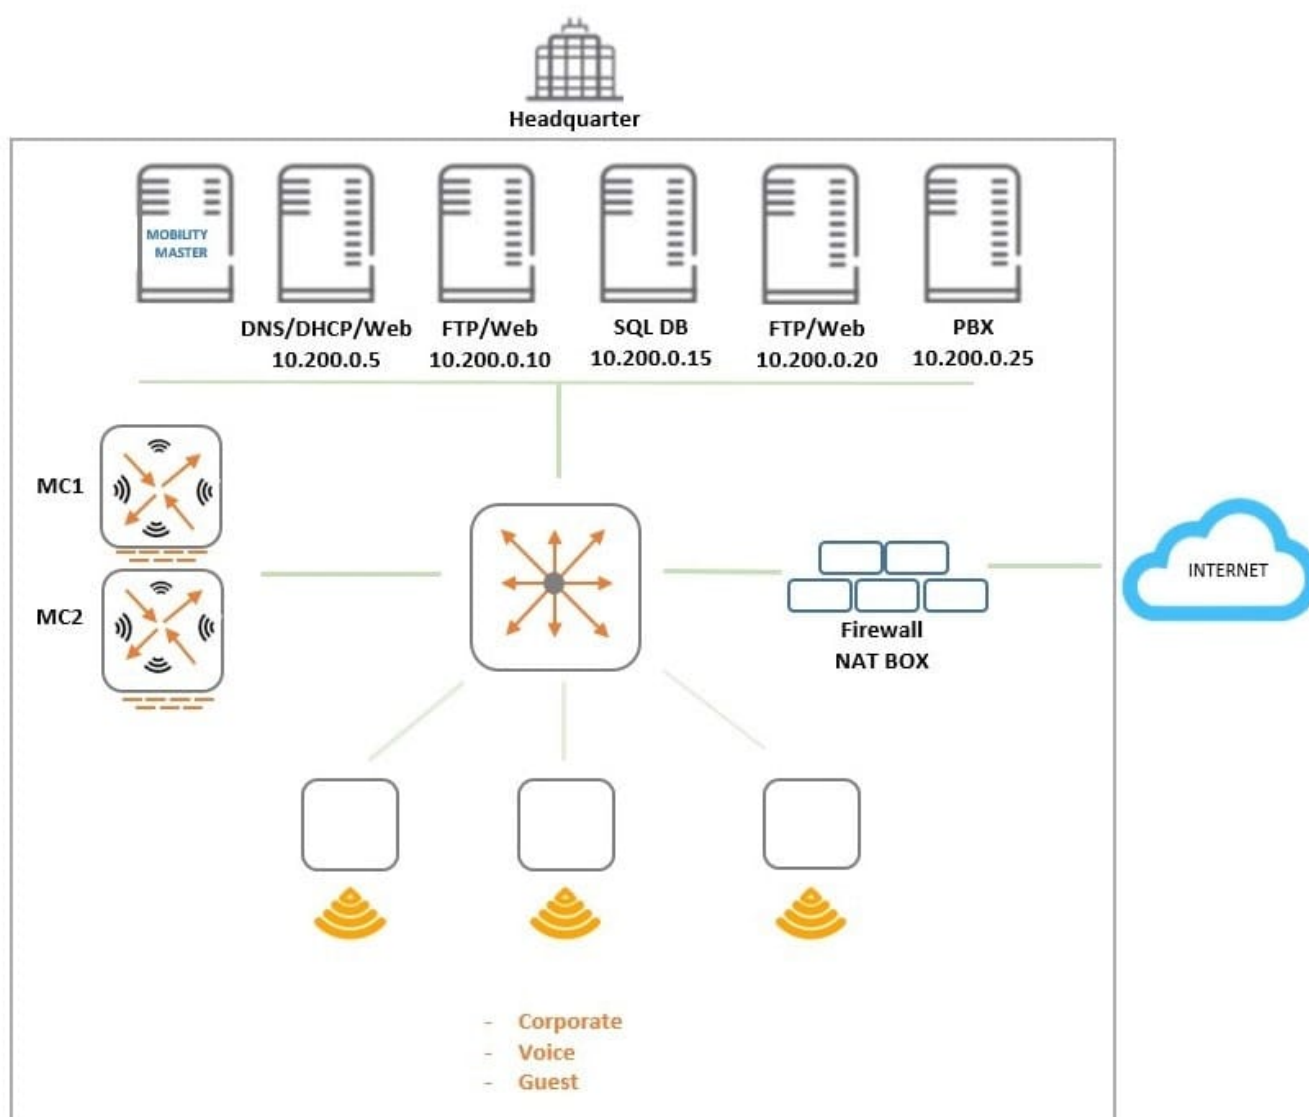 Headquarter
MOBILITY
MASTER
DNS/DHCP/Web
10.200.0.5
FTP/Web
10.200.0.10
SQL DB
10.200.0.15
FTP/Web
10.200.0.20
PBX
10.200.0.25
MC1
MC2
Firewall
NAT BOX
INTERNET
- Corporate
- Voice
- Guest